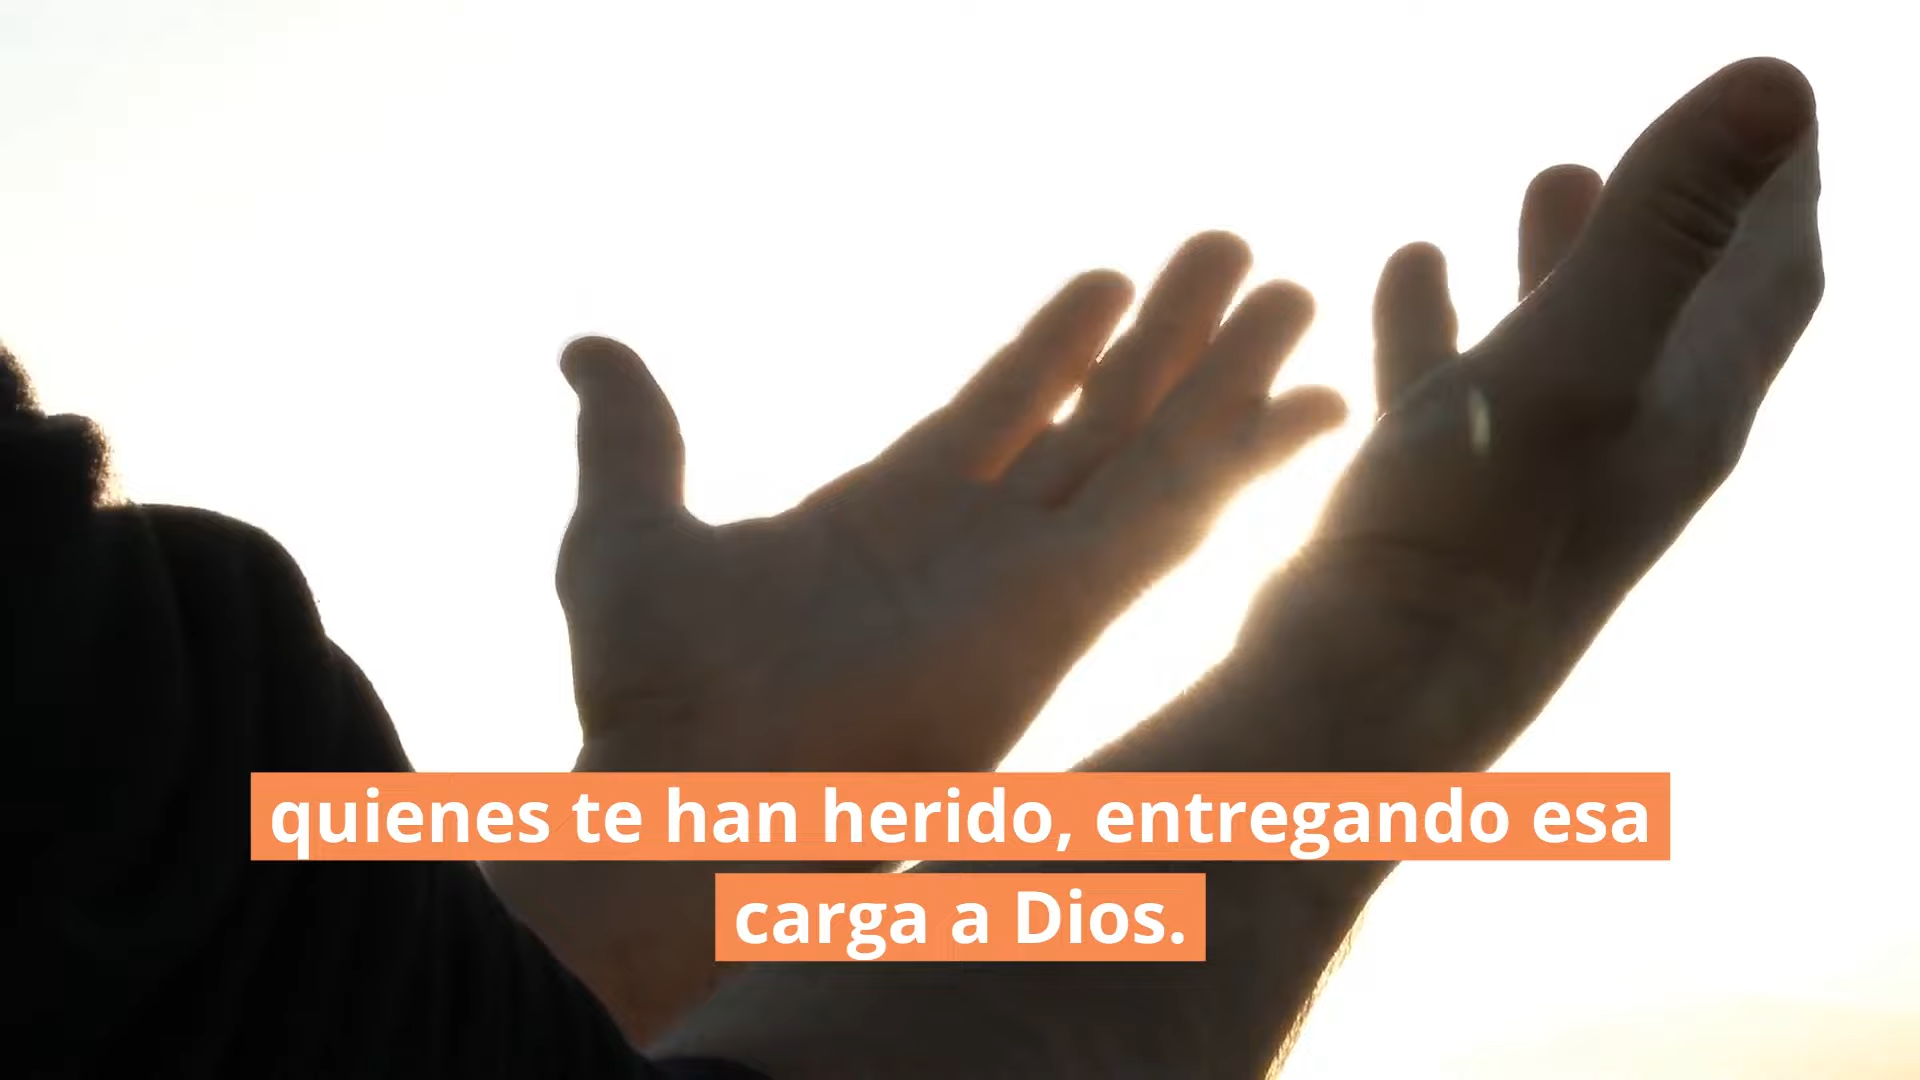 quienes te han herido, entregando esa
carga a Dios.